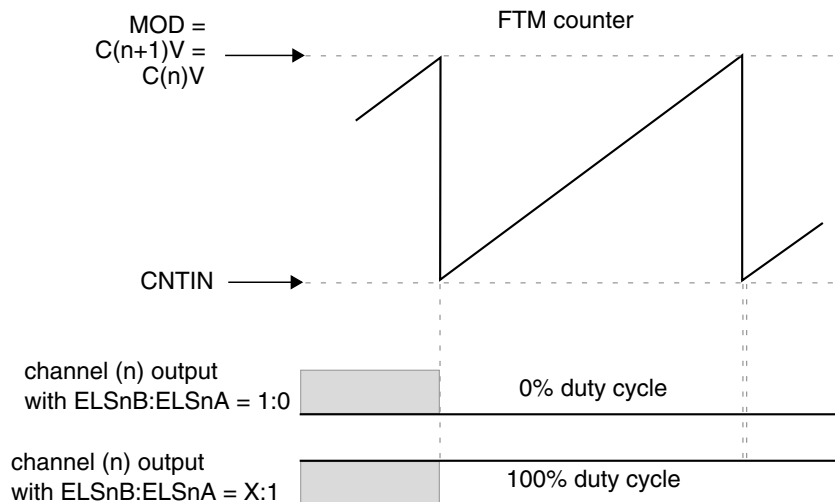 FTM counter
MOD =
C(n+1)V =
C(n)V
CNTIN
channel (n) output
with ELSnB:ELSnA = 1:0
0% duty cycle
channel (n) output
with ELSnB:ELSnA = X:1
100% duty cycle